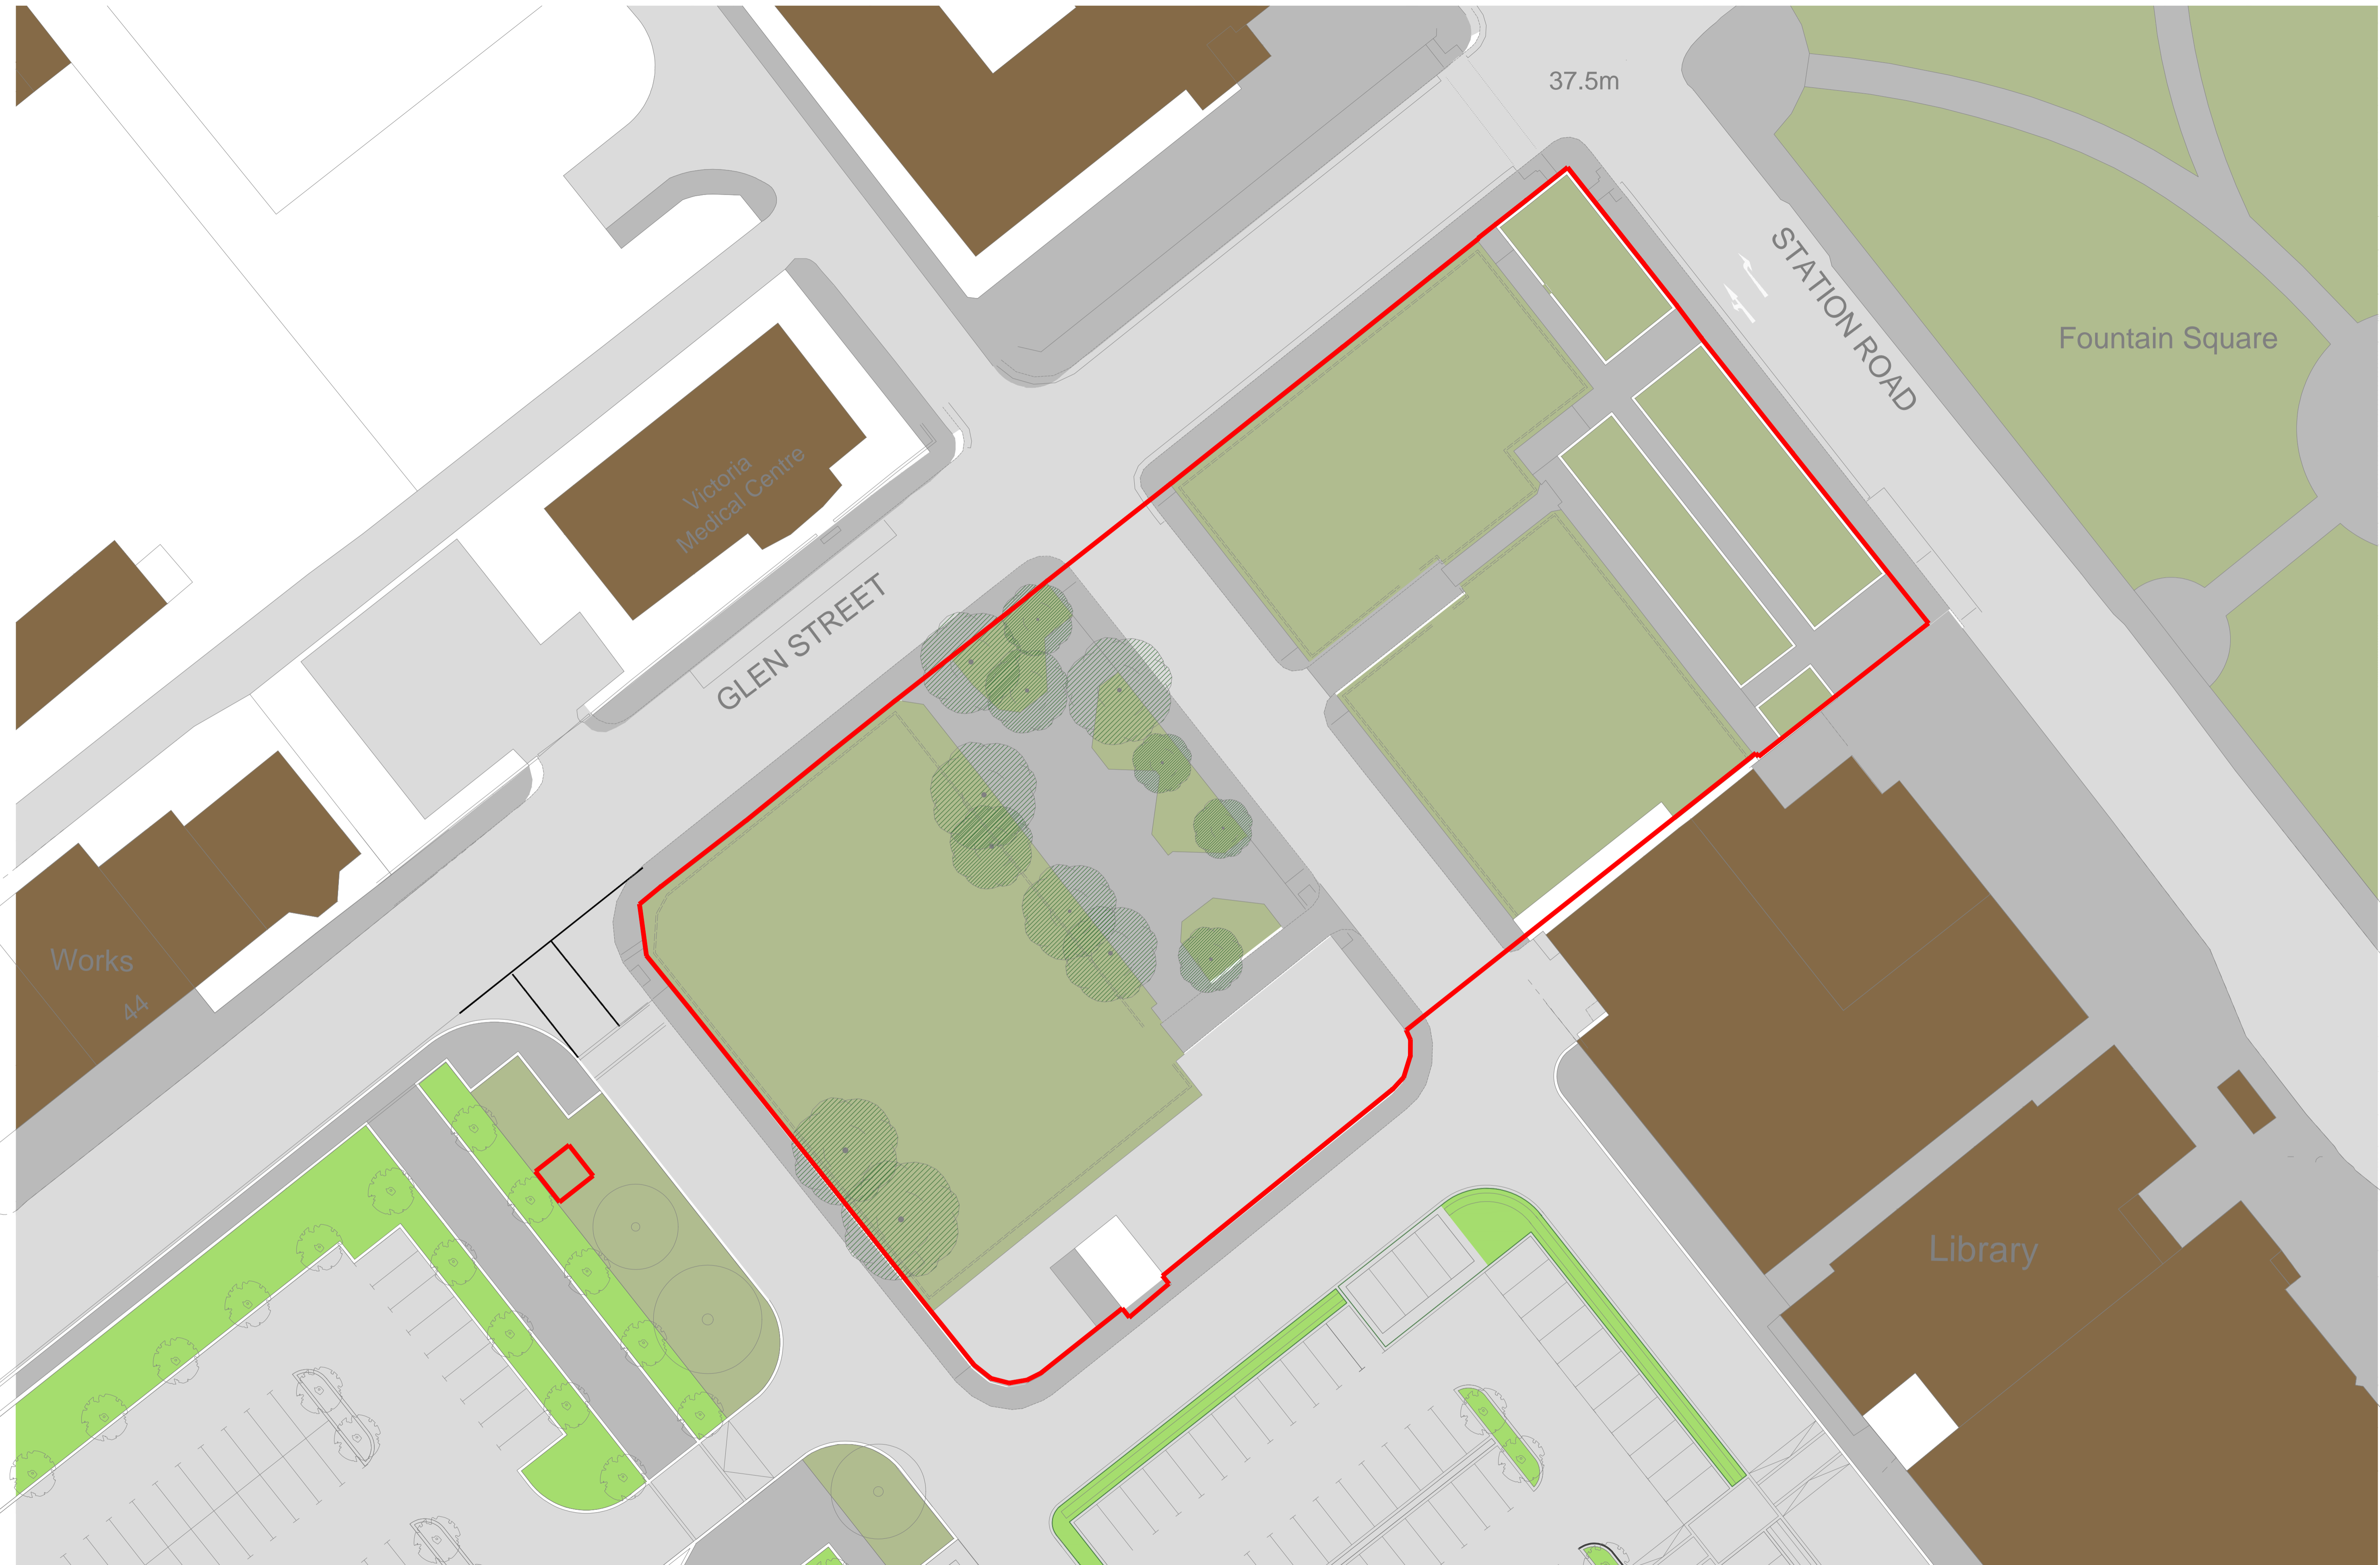 37.5m
STATION ROAD
Fountain Square
Victoria
Medical Centre
GLEN STREET
Works
44
Library